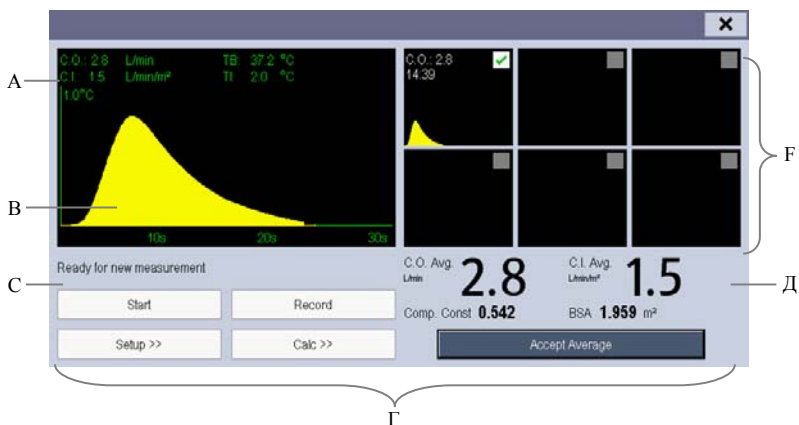 C.O.: 2.8 L/min TB: 37.2 °C
C.I.: 1.5 L/min/m² TI: 2.0 °C
1.0°C
10s 20s 30s
C.O.: 2.8
14:39
Ready for new measurement
Start
Record
Setup >>
Calc >>
C.O. Avg.
L/min
2.8
C.I. Avg.
L/min/m²
1.5
Comp. Const 0.542
BSA 1.959 m²
Accept Average
А
В
С
Г
Д
F